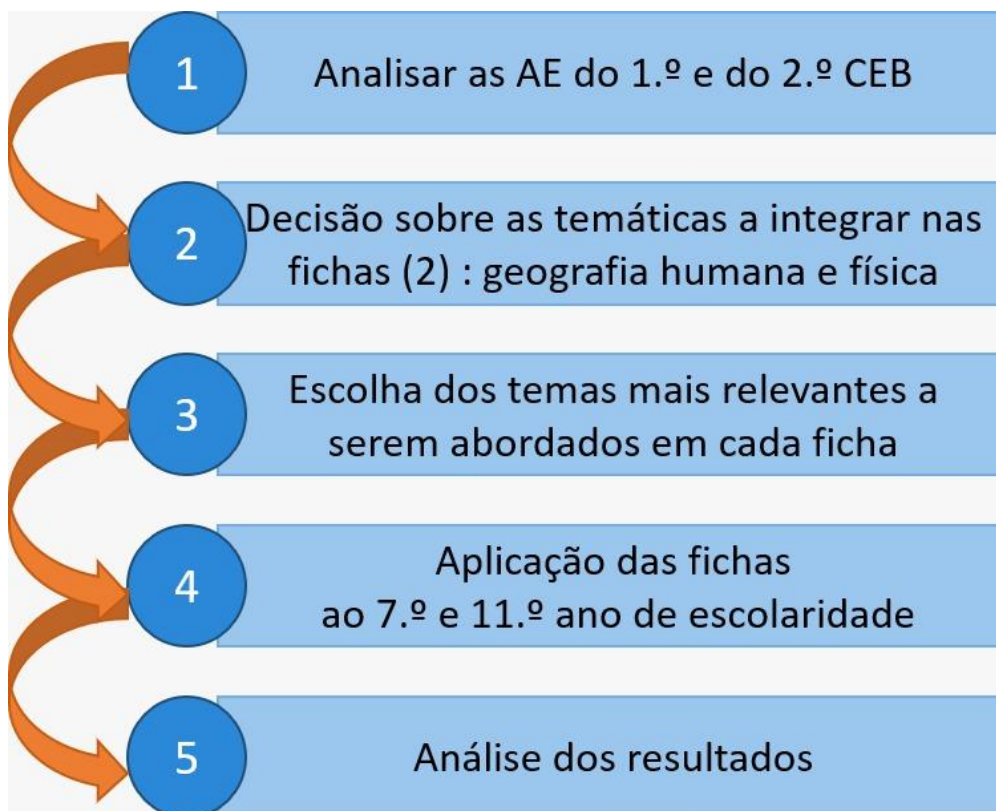 1
Analisar as AE do 1.º e do 2.º CEB
2
Decisão sobre as temáticas a integrar nas
fichas (2) : geografia humana e física
3
Escolha dos temas mais relevantes a
serem abordados em cada ficha
4
Aplicação das fichas
ao 7.º e 11.º ano de escolaridade
5
Análise dos resultados